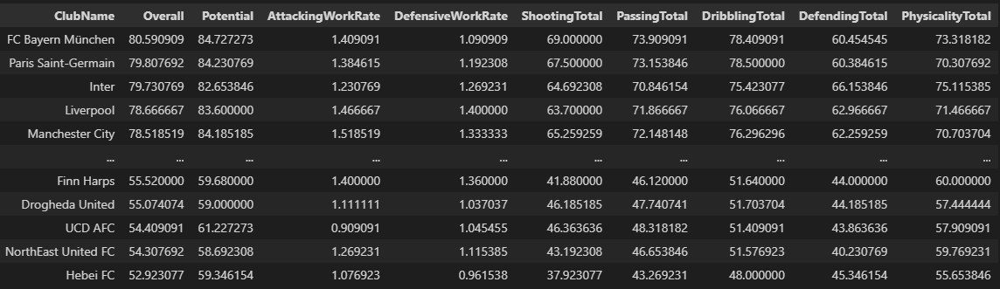 ClubName Overall Potential AttackingWorkRate DefensiveWorkRate ShootingTotal PassingTotal DribblingTotal DefendingTotal PhysicalityTotal
FC Bayern München 80.590909 84.727273 1.409091 1.090909 69.000000 73.909091 78.409091 60.454545 73.318182
Paris Saint-Germain 79.807692 84.230769 1.384615 1.192308 67.500000 73.153846 78.500000 60.384615 70.307692
Inter 79.730769 82.653846 1.230769 1.269231 64.692308 70.846154 75.423077 66.153846 75.115385
Liverpool 78.666667 83.600000 1.466667 1.400000 63.700000 71.866667 76.066667 62.966667 71.466667
Manchester City 78.518519 84.185185 1.518519 1.333333 65.259259 72.148148 76.296296 62.259259 70.703704
... ... ... ... ... ... ... ... ... ...
Finn Harps 55.520000 59.680000 1.400000 1.360000 41.880000 46.120000 51.640000 44.000000 60.000000
Drogheda United 55.074074 59.000000 1.111111 1.037037 46.185185 47.740741 51.703704 44.185185 57.444444
UCD AFC 54.409091 61.227273 0.909091 1.045455 46.363636 48.318182 51.409091 43.863636 57.909091
NorthEast United FC 54.307692 58.692308 1.269231 1.115385 43.192308 46.653846 51.576923 40.230769 59.769231
Hebei FC 52.923077 59.346154 1.076923 0.961538 37.923077 43.269231 48.000000 45.346154 55.653846